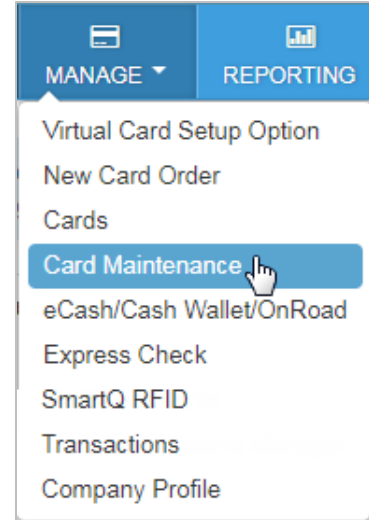 MANAGE
REPORTING
Virtual Card Setup Option
New Card Order
Cards
Card Maintenance
eCash/Cash Wallet/OnRoad
Express Check
SmartQ RFID
Transactions
Company Profile